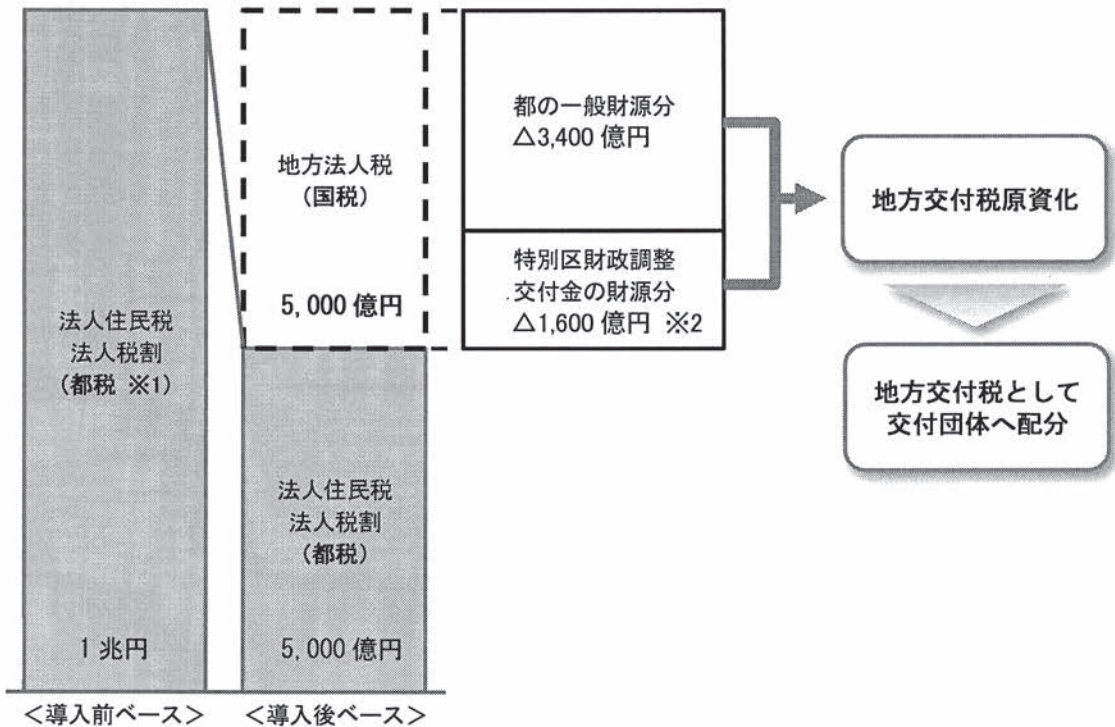 法人住民税
法人税割
（都税 ※1）
1 兆円
＜導入前ベース＞
地方法人税
（国税）
5,000 億円
法人住民税
法人税割
（都税）
5,000 億円
＜導入後ベース＞
都の一般財源分
△3,400 億円
特別区財政調整
交付金の財源分
△1,600 億円 ※2
地方交付税原資化
地方交付税として
交付団体へ配分